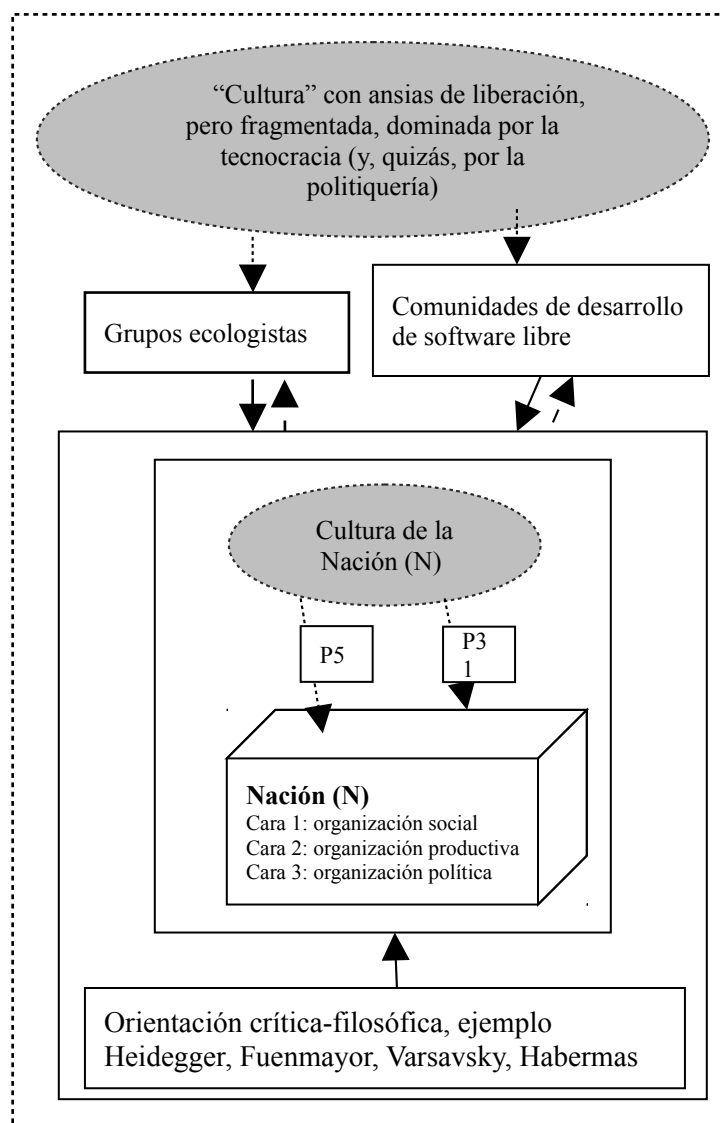 “Cultura” con ansias de liberación,
pero fragmentada, dominada por la
tecnocracia (y, quizás, por la
politiquería)
Grupos ecologistas
Comunidades de desarrollo
de software libre
Cultura de la
Nación (N)
P5
P3
1
Nación (N)
Cara 1: organización social
Cara 2: organización productiva
Cara 3: organización política
Orientación crítica-filosófica, ejemplo
Heidegger, Fuenmayor, Varsavsky, Habermas